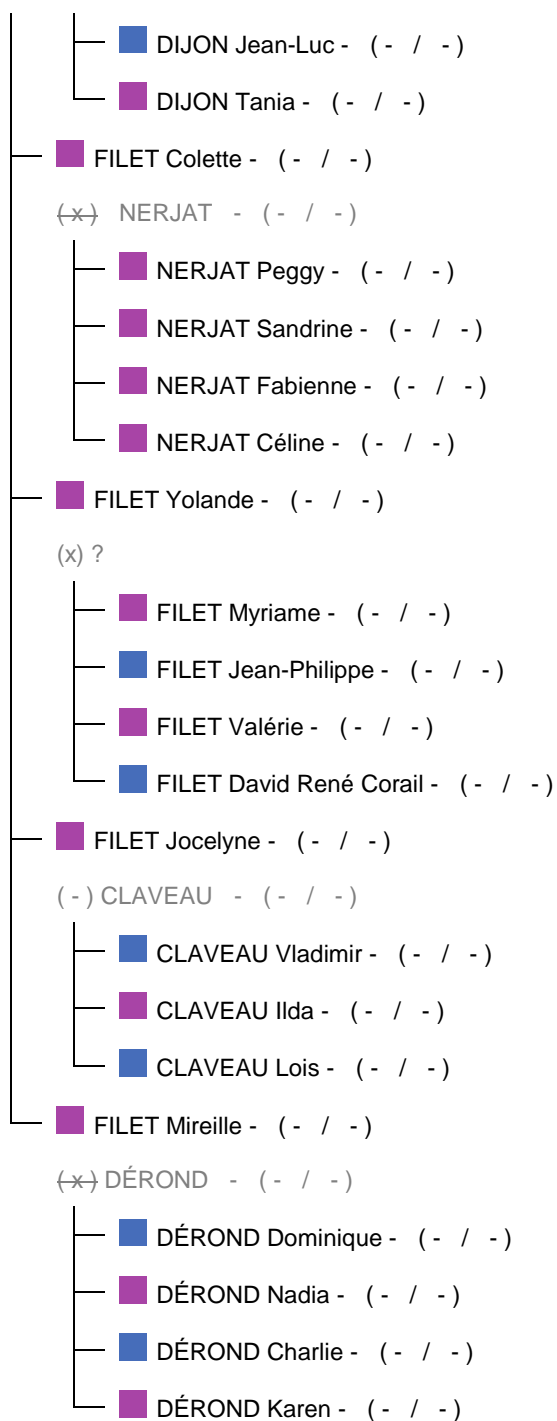 DIJON Jean-Luc - ( - / - )
DIJON Tania - ( - / - )
FILET Colette - ( - / - )
( x ) NERJAT - ( - / - )
NERJAT Peggy - ( - / - )
NERJAT Sandrine - ( - / - )
NERJAT Fabienne - ( - / - )
NERJAT Céline - ( - / - )
FILET Yolande - ( - / - )
(x) ?
FILET Myriame - ( - / - )
FILET Jean-Philippe - ( - / - )
FILET Valérie - ( - / - )
FILET David René Corail - ( - / - )
FILET Jocelyne - ( - / - )
( - ) CLAVEAU - ( - / - )
CLAVEAU Vladimir - ( - / - )
CLAVEAU Ilda - ( - / - )
CLAVEAU Lois - ( - / - )
FILET Mireille - ( - / - )
( x ) DÉROND - ( - / - )
DÉROND Dominique - ( - / - )
DÉROND Nadia - ( - / - )
DÉROND Charlie - ( - / - )
DÉROND Karen - ( - / - )